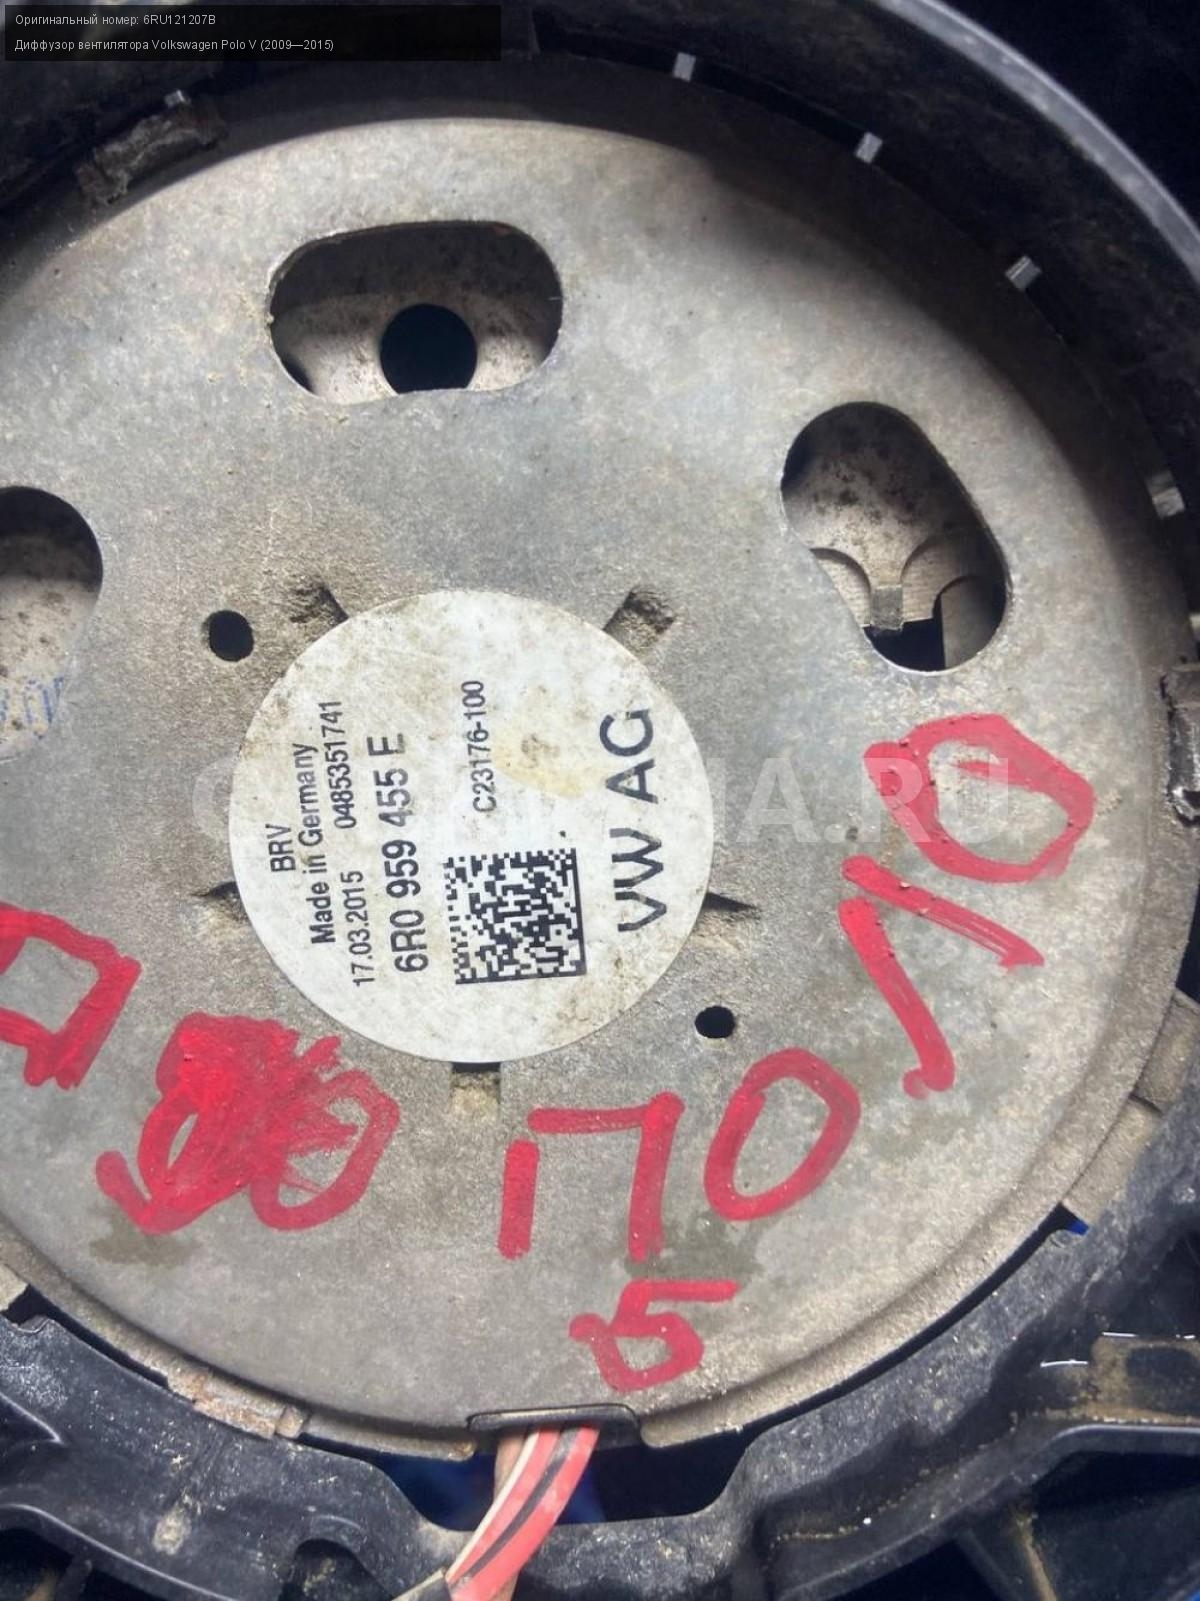 Оригинальный номер: 6RU121207B
Диффузор вентилятора Volkswagen Polo V (2009—2015)
BRV
Made in Germany
17.03.2015 0485351741
6R0 959 455 E
C23176-100
VW AG
ПОЛО
5